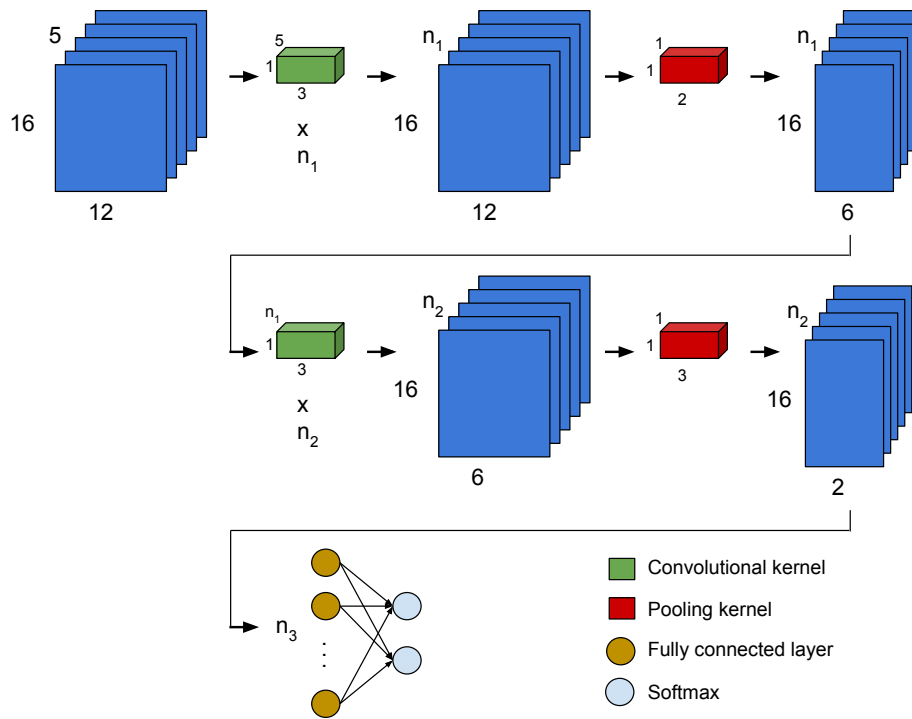 5
16
12
5
1
3
x
n₁
n₁
16
12
1
1
2
n₁
16
6
n₁
1
3
x
n₂
n₂
16
6
1
1
3
n₂
16
2
n₃
Convolutional kernel
Pooling kernel
Fully connected layer
Softmax